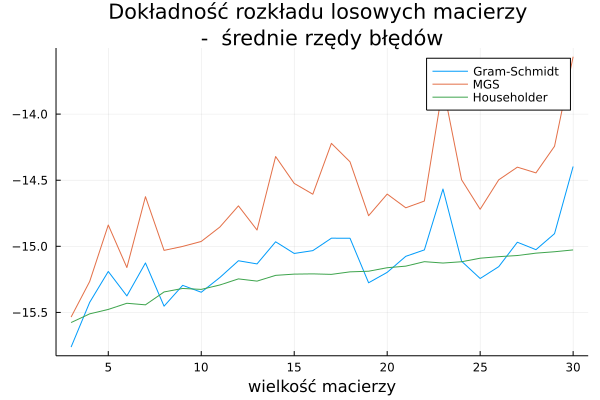 Dokładność rozkładu losowych macierzy
- średnie rzędy błędów
Gram-Schmidt
MGS
Householder
−14.0
−14.5
−15.0
−15.5
5
10
15
20
25
30
wielkość macierzy